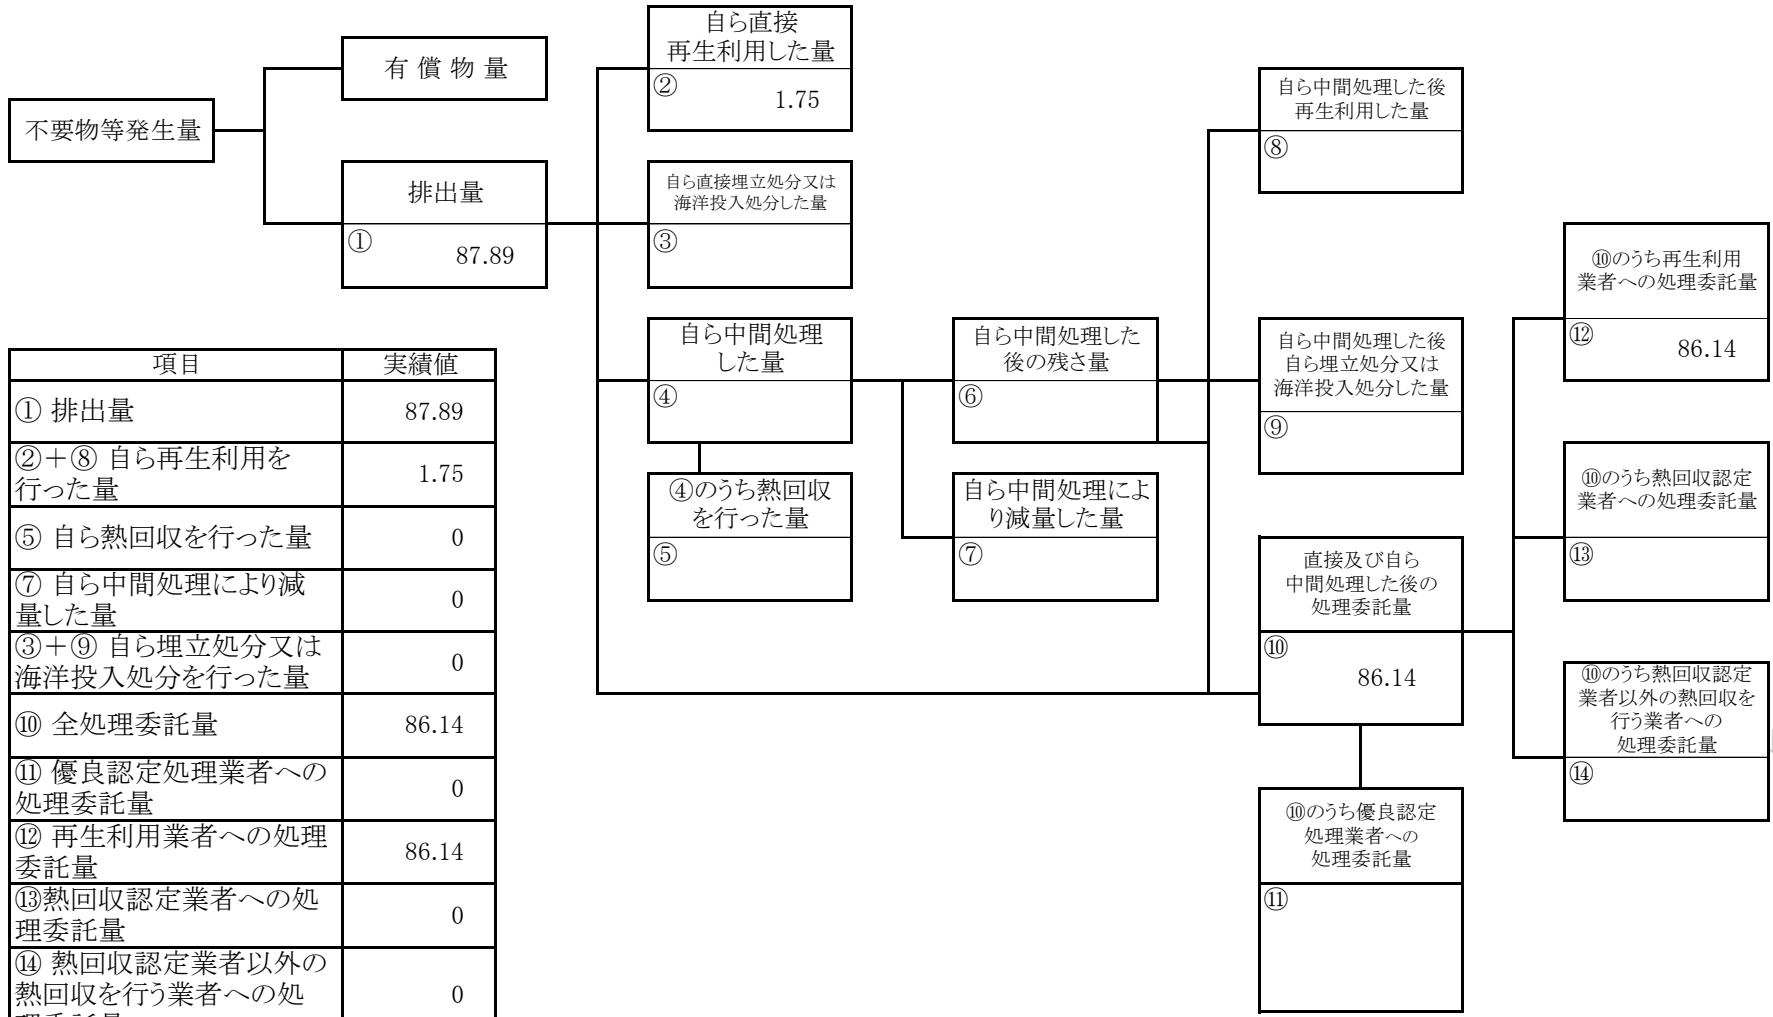 不要物等発生量
有 償 物 量
排出量
①
87.89
自ら直接
再生利用した量
②
1.75
自ら直接埋立処分又は
海洋投入処分した量
③
自ら中間処理
した量
④
④のうち熱回収
を行った量
⑤
自ら中間処理した
後の残さ量
⑥
自ら中間処理によ
り減量した量
⑦
自ら中間処理した後
再生利用した量
⑧
自ら中間処理した後
自ら埋立処分又は
海洋投入処分した量
⑨
直接及び自ら
中間処理した後の
処理委託量
⑩
86.14
⑩のうち優良認定
処理業者への
処理委託量
⑪
⑩のうち再生利用
業者への処理委託量
⑫
86.14
⑩のうち熱回収認定
業者への処理委託量
⑬
⑩のうち熱回収認定
業者以外の熱回収を
行う業者への
処理委託量
⑭
項目 実績値
① 排出量 87.89
②＋⑧ 自ら再生利用を
行った量 1.75
⑤ 自ら熱回収を行った量 0
⑦ 自ら中間処理により減
量した量 0
③＋⑨ 自ら埋立処分又は
海洋投入処分を行った量 0
⑩ 全処理委託量 86.14
⑪ 優良認定処理業者への
処理委託量 0
⑫ 再生利用業者への処理
委託量 86.14
⑬熱回収認定業者への処
理委託量 0
⑭ 熱回収認定業者以外の
熱回収を行う業者への処 0